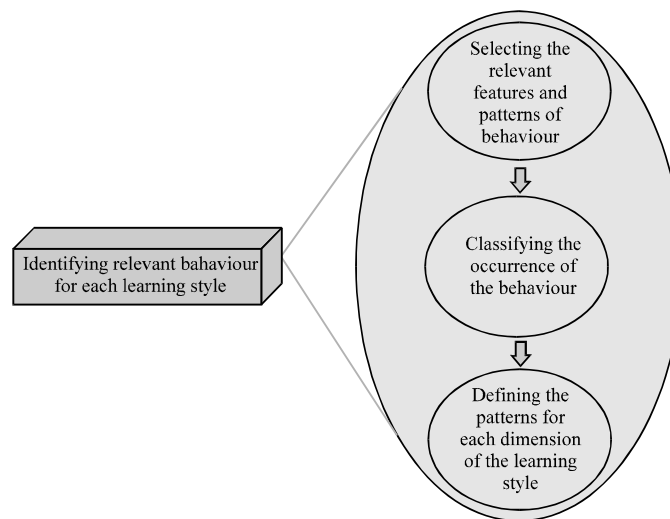 Selecting the
relevant
features and
patterns of
behaviour
Identifying relevant bahaviour
for each learning style
Classifying the
occurrence of
the behaviour
Defining the
patterns for
each dimension
of the learning
style